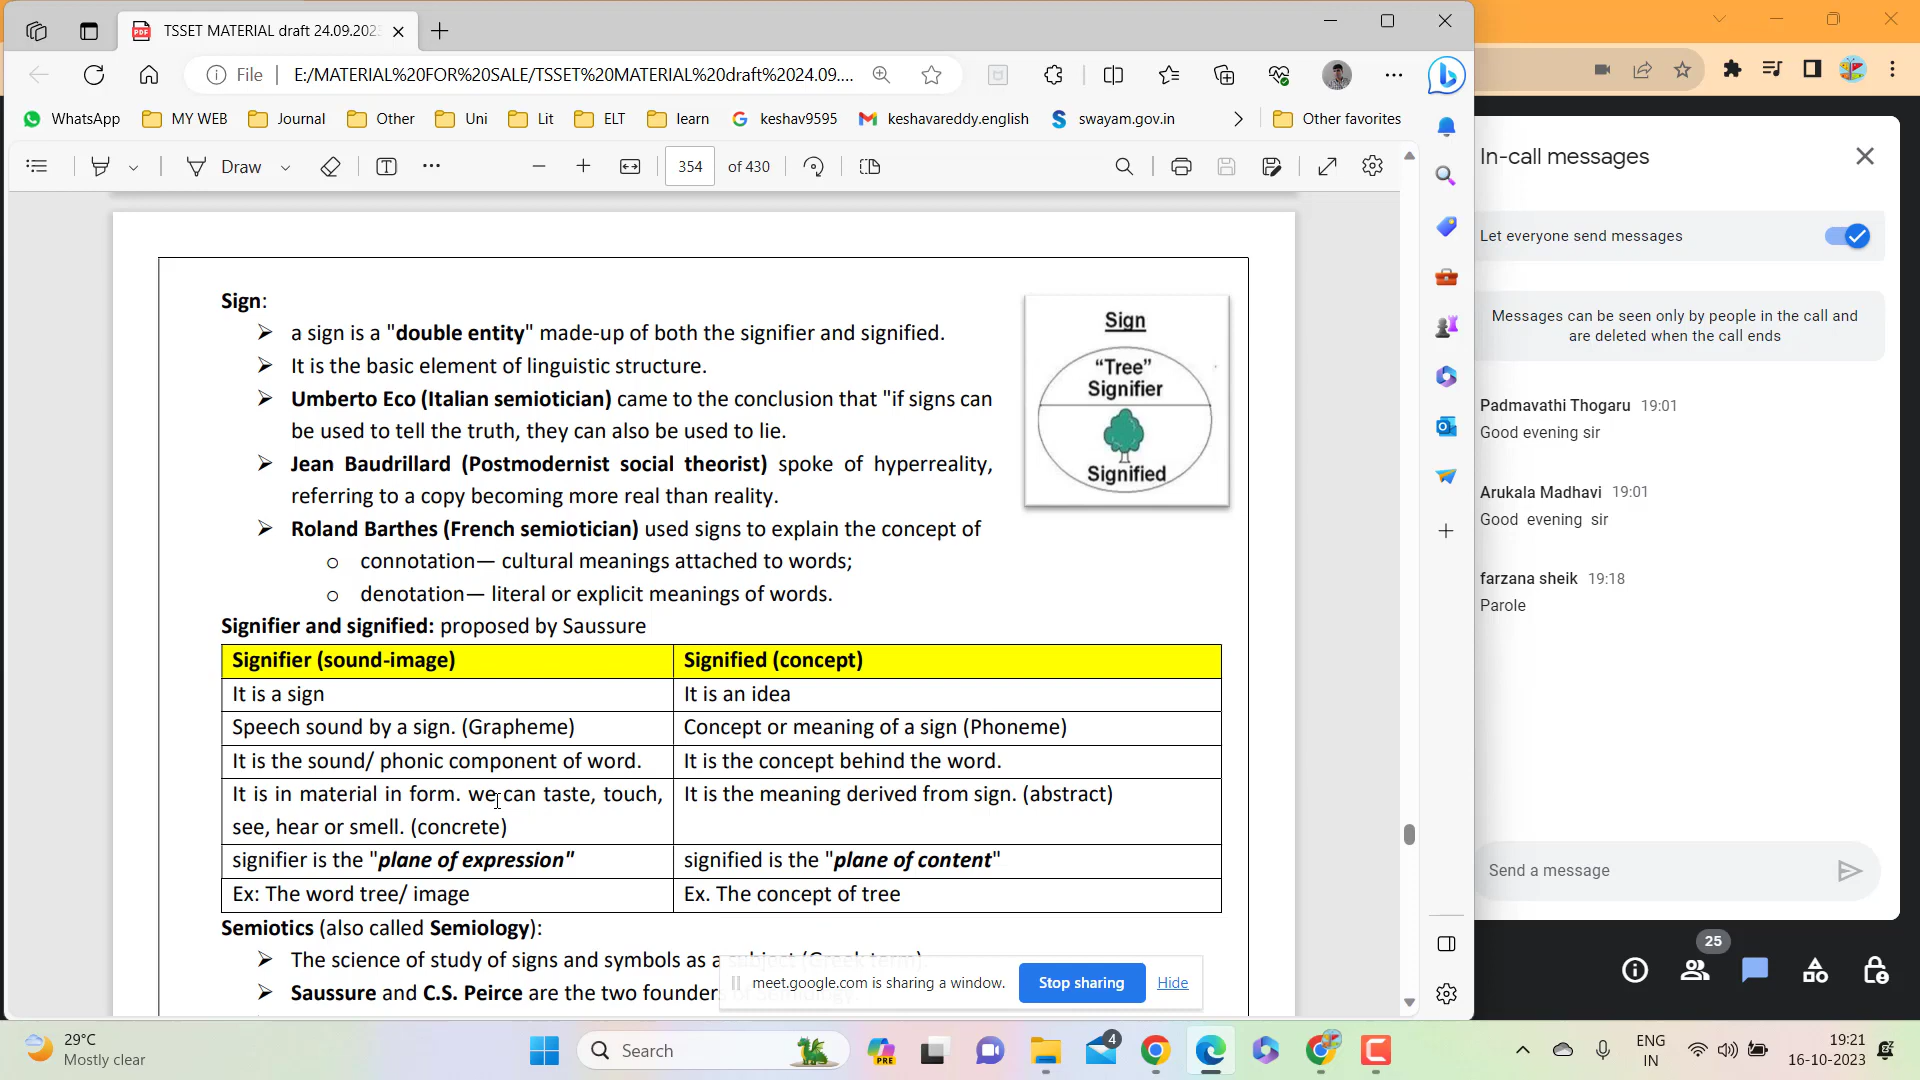 TSSET MATERIAL draft 24.09.202
File
E:/MATERIAL%20FOR%20SALE/TSSET%20MATERIAL%20draft%2024.09....
WhatsApp
MY WEB
Journal
Other
Uni
Lit
ELT
learn
keshav9595
keshavareddy.english
swayam.gov.in
Other favorites
Draw
354
of 430
Sign:
a sign is a "double entity" made-up of both the signifier and signified.
It is the basic element of linguistic structure.
Umberto Eco (Italian semiotician) came to the conclusion that "if signs can
be used to tell the truth, they can also be used to lie.
Jean Baudrillard (Postmodernist social theorist) spoke of hyperreality,
referring to a copy becoming more real than reality.
Roland Barthes (French semiotician) used signs to explain the concept of
o connotation— cultural meanings attached to words;
o denotation— literal or explicit meanings of words.
Sign
“Tree”
Signifier
Signified
Signifier and signified: proposed by Saussure
Signifier (sound-image)
Signified (concept)
It is a sign
It is an idea
Speech sound by a sign. (Grapheme)
Concept or meaning of a sign (Phoneme)
It is the sound/ phonic component of word.
It is the concept behind the word.
It is in material in form. we can taste, touch,
see, hear or smell. (concrete)
It is the meaning derived from sign. (abstract)
signifier is the "plane of expression"
signified is the "plane of content"
Ex: The word tree/ image
Ex. The concept of tree
Semiotics (also called Semiology):
The science of study of signs and symbols as a subject (Greek term)
Saussure and C.S. Peirce are the two founders of Semiology.
meet.google.com is sharing a window.
Stop sharing
Hide
In-call messages
Let everyone send messages
Messages can be seen only by people in the call and
are deleted when the call ends
Padmavathi Thogaru 19:01
Good evening sir
Arukala Madhavi 19:01
Good evening sir
farzana sheik 19:18
Parole
Send a message
25
29°C
Mostly clear
Search
PRE
4
ENG
IN
19:21
16-10-2023